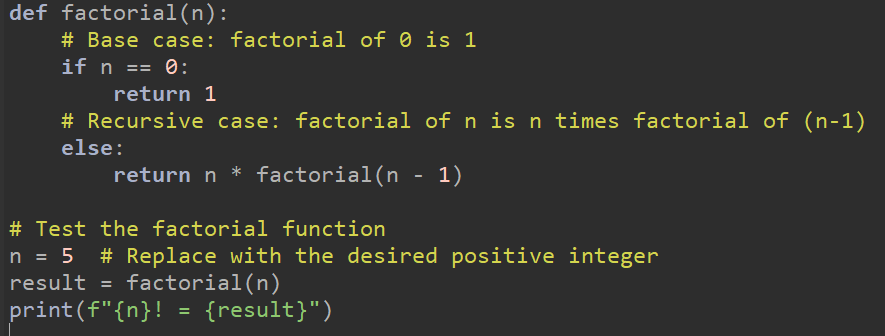 def factorial(n):
    # Base case: factorial of 0 is 1
    if n == 0:
        return 1
    # Recursive case: factorial of n is n times factorial of (n-1)
    else:
        return n * factorial(n - 1)

# Test the factorial function
n = 5  # Replace with the desired positive integer
result = factorial(n)
print(f"{n}! = {result}")